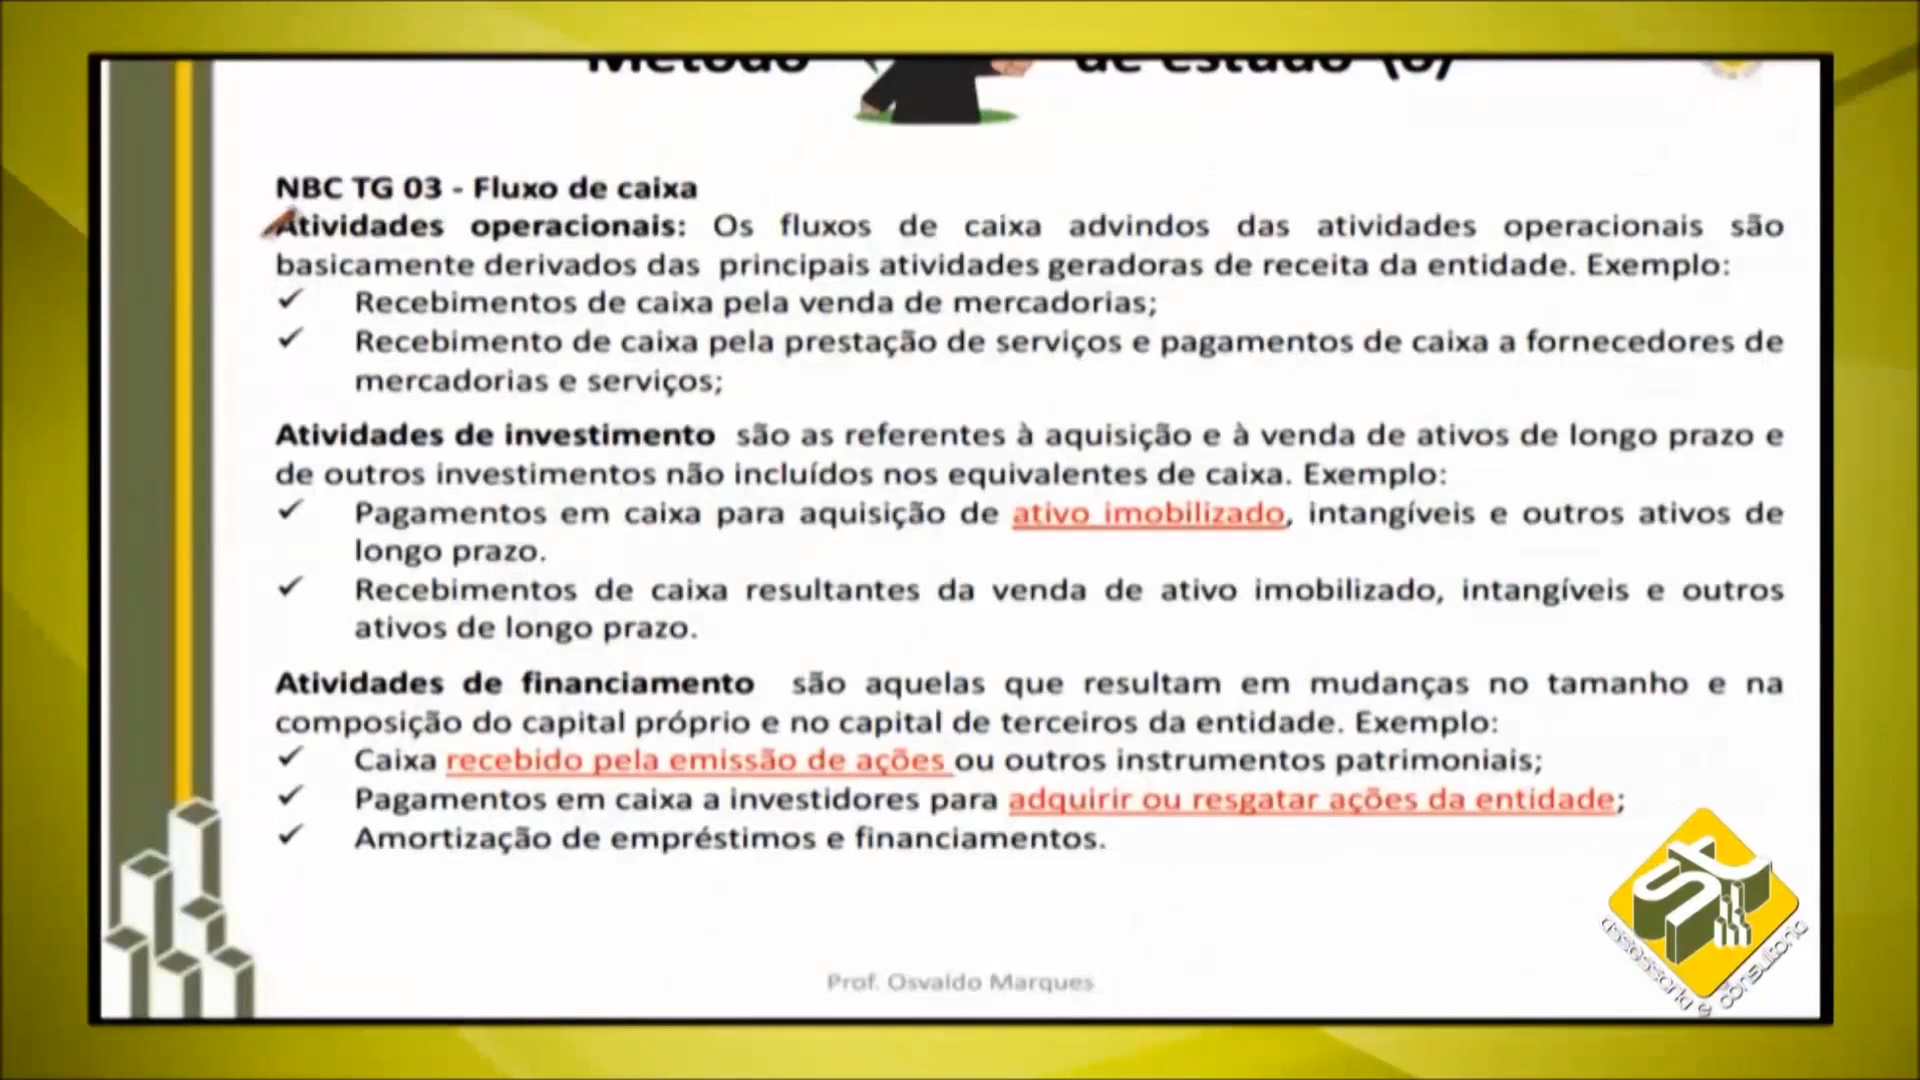 Método de estudo (6)
NBC TG 03 - Fluxo de caixa
Atividades operacionais: Os fluxos de caixa advindos das atividades operacionais são
basicamente derivados das principais atividades geradoras de receita da entidade. Exemplo:
✓ Recebimentos de caixa pela venda de mercadorias;
✓ Recebimento de caixa pela prestação de serviços e pagamentos de caixa a fornecedores de
mercadorias e serviços;
Atividades de investimento são as referentes à aquisição e à venda de ativos de longo prazo e
de outros investimentos não incluídos nos equivalentes de caixa. Exemplo:
✓ Pagamentos em caixa para aquisição de ativo imobilizado, intangíveis e outros ativos de
longo prazo.
✓ Recebimentos de caixa resultantes da venda de ativo imobilizado, intangíveis e outros
ativos de longo prazo.
Atividades de financiamento são aquelas que resultam em mudanças no tamanho e na
composição do capital próprio e no capital de terceiros da entidade. Exemplo:
✓ Caixa recebido pela emissão de ações ou outros instrumentos patrimoniais;
✓ Pagamentos em caixa a investidores para adquirir ou resgatar ações da entidade;
✓ Amortização de empréstimos e financiamentos.
Prof. Osvaldo Marques
assessoria e consultoria